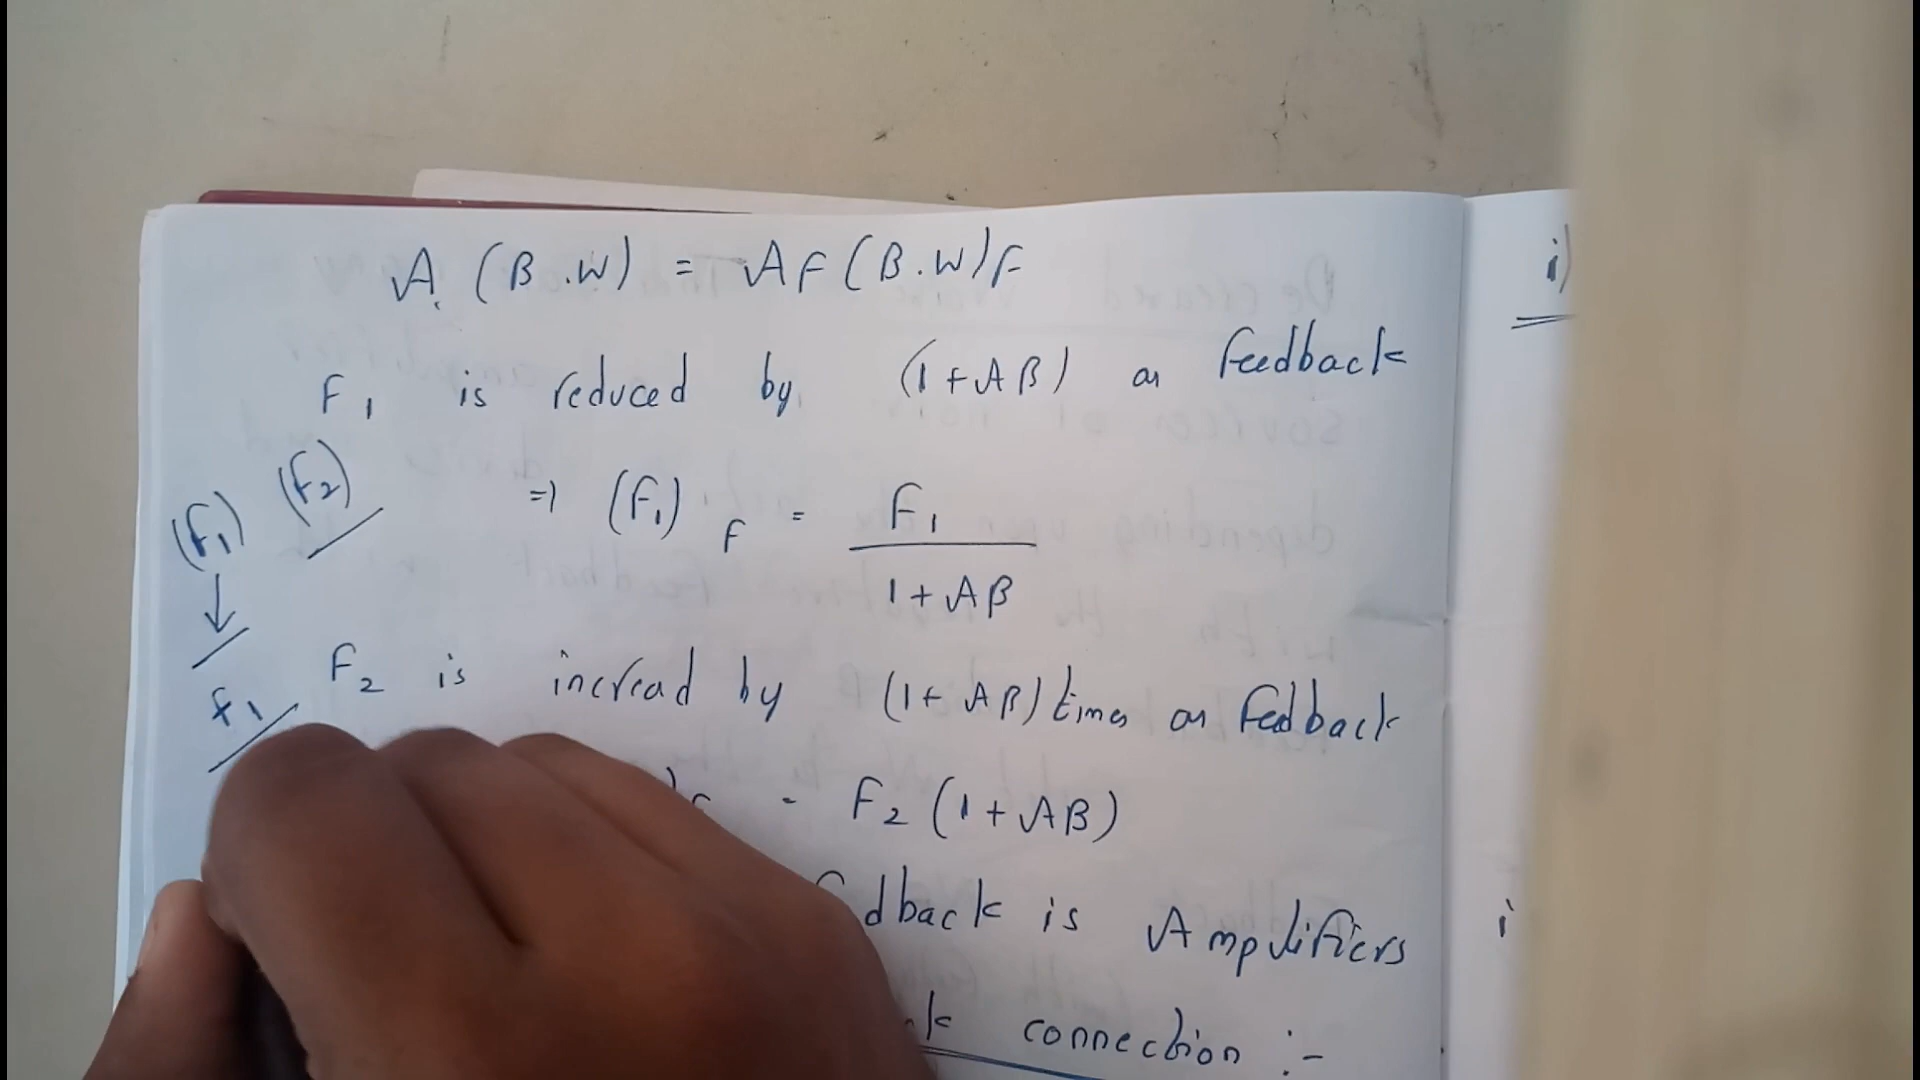 A (B.W) = AF (B.W)F
F1 is reduced by (1+AB) as feedback
(F1) (F2)
=) (F1) F = F1
1 + AB
↓
F2 is incread by (1+ AB) times as Fedback
f1
= F2 (1 + AB)
dback is Amplifiers
connection :-
i)
i